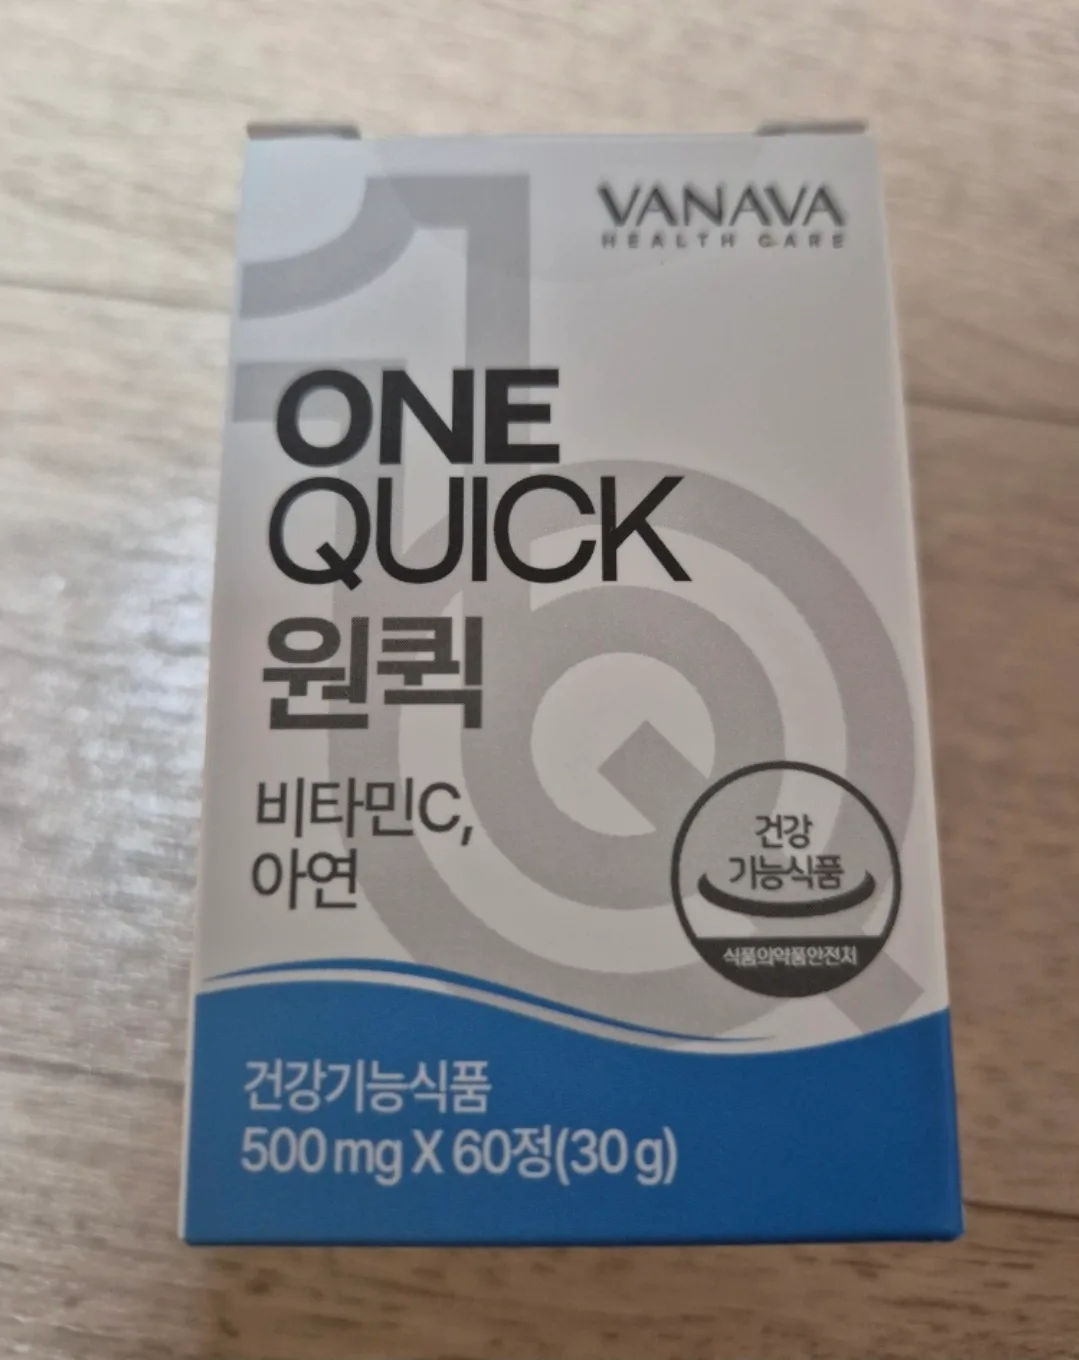 VANAVA
HEALTH CARE
ONE
QUICK
원퀵
비타민C,
아연
건강
기능식품
식품의약품안전처
건강기능식품
500 mg X 60정(30 g)